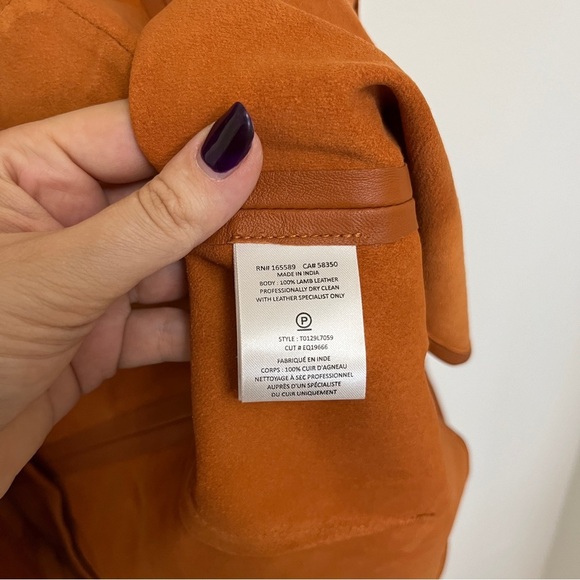 RN# 165589 CA# 58350
MADE IN INDIA
BODY : 100% LAMB LEATHER
PROFESSIONALLY DRY CLEAN
WITH LEATHER SPECIALIST ONLY
P
STYLE : T0129L7059
CUT # EQ19666
FABRIQUÉ EN INDE
CORPS : 100% CUIR D'AGNEAU
NETTOYAGE À SEC PROFESSIONNEL
AUPRÈS D'UN SPÉCIALISTE
DU CUIR UNIQUEMENT